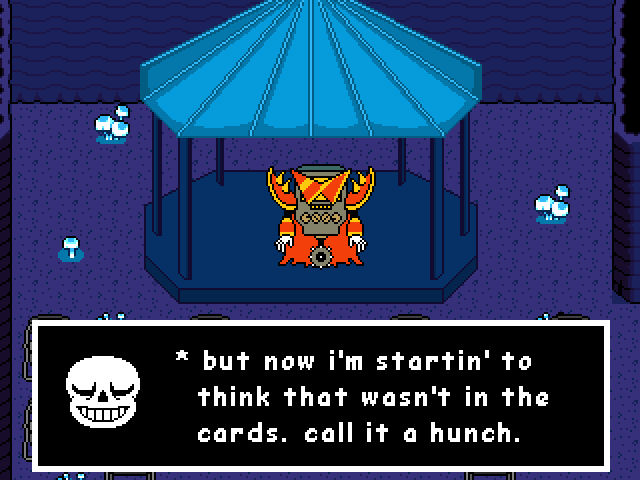 * but now i'm startin' to
think that wasn't in the
cards. call it a hunch.